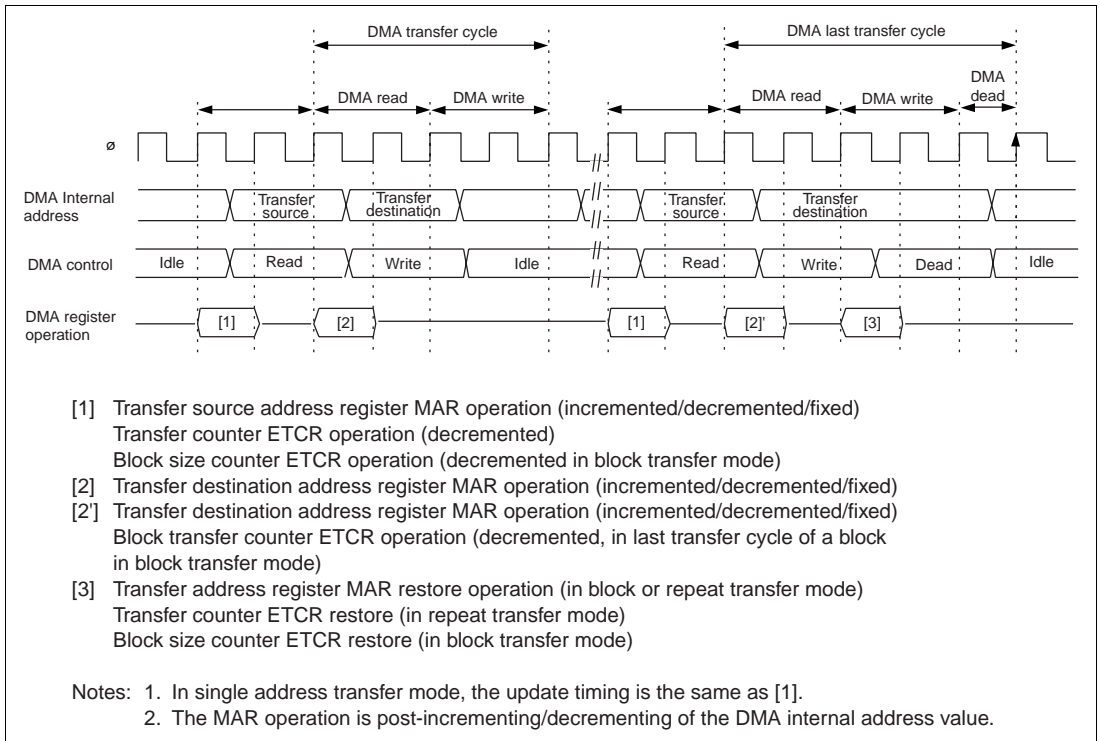 DMA transfer cycle
DMA last transfer cycle
DMA read
DMA write
DMA read
DMA write
DMA
dead
ø
DMA Internal
address
Transfer
source
Transfer
destination
Transfer
source
Transfer
destination
DMA control
Idle
Read
Write
Idle
Read
Write
Dead
Idle
DMA register
operation
[1]
[2]
[1]
[2]'
[3]
[1] Transfer source address register MAR operation (incremented/decremented/fixed)
Transfer counter ETCR operation (decremented)
Block size counter ETCR operation (decremented in block transfer mode)
[2] Transfer destination address register MAR operation (incremented/decremented/fixed)
[2'] Transfer destination address register MAR operation (incremented/decremented/fixed)
Block transfer counter ETCR operation (decremented, in last transfer cycle of a block
in block transfer mode)
[3] Transfer address register MAR restore operation (in block or repeat transfer mode)
Transfer counter ETCR restore (in repeat transfer mode)
Block size counter ETCR restore (in block transfer mode)
Notes: 1. In single address transfer mode, the update timing is the same as [1].
2. The MAR operation is post-incrementing/decrementing of the DMA internal address value.